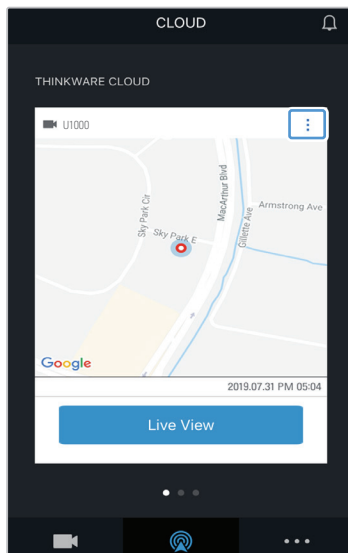 CLOUD
THINKWARE CLOUD
U1000
Sky Park Cir
MacArthur Blvd
Armstrong Ave
Gillette Ave
Sky Park E
Google
2019.07.31 PM 05:04
Live View